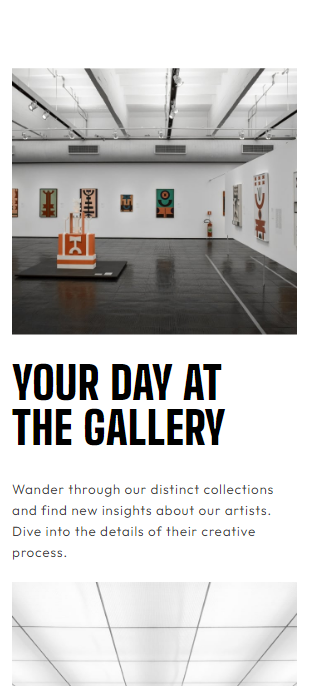 YOUR DAY AT
THE GALLERY
Wander through our distinct collections
and find new insights about our artists.
Dive into the details of their creative
process.